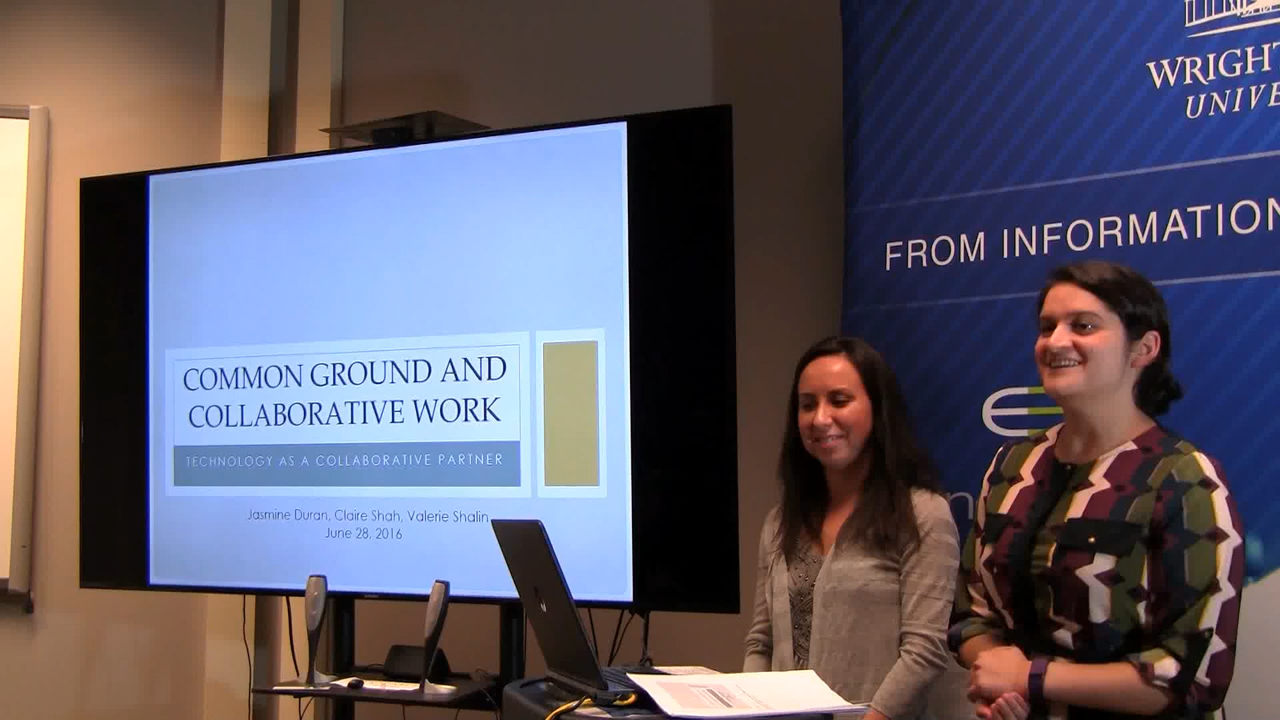 COMMON GROUND AND
COLLABORATIVE WORK
TECHNOLOGY AS A COLLABORATIVE PARTNER
Jasmine Duran, Claire Shah, Valerie Shalin
June 28, 2016
WRIGHT
UNIVE
FROM INFORMATION